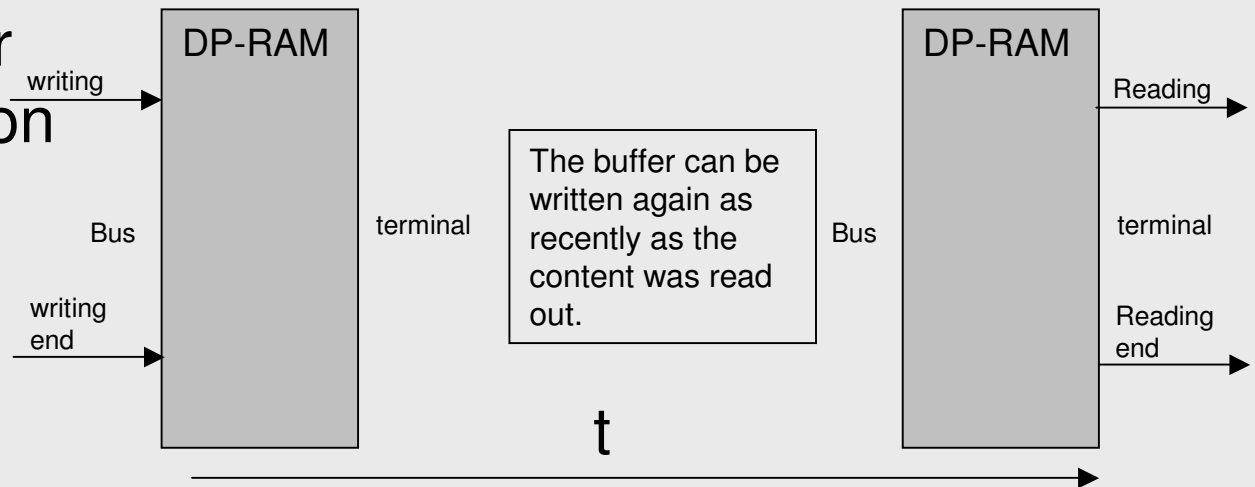 r
on
writing
Bus
writing
end
DP-RAM
terminal
The buffer can be
written again as
recently as the
content was read
out.
Bus
DP-RAM
Reading
terminal
Reading
end
t